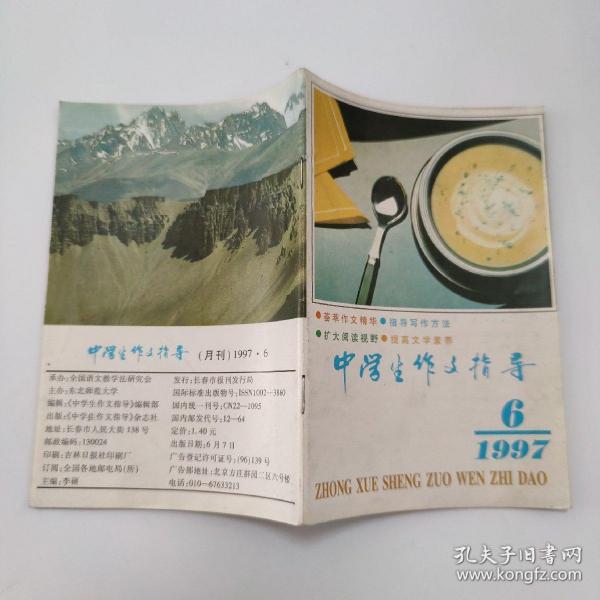 中学生作文指导 (月刊) 1997·6
承办:全国语文教学法研究会
主办:东北师范大学
编辑:《中学生作文指导》编辑部
出版:《中学生作文指导》杂志社
地址:长春市人民大街138号
邮政编码:130024
印刷:吉林日报社印刷厂
订阅:全国各地邮电局(所)
主编:李硕
发行:长春市报刊发行局
国际标准出版物号:ISSN1002-3860
国内统一刊号:CN22-1095
国内邮发代号:12-64
定价:1.40元
出版日期:6月7日
广告登记许可证号:(96)139号
广告部地址:北京方庄群园二区六号楼
电话:010-67633213
●荟萃作文精华●指导写作方法
●扩大阅读视野●提高文学素养
中学生作文指导
6
1997
ZHONG XUE SHENG ZUO WEN ZHI DAO
孔夫子旧书网
www.kongfz.com